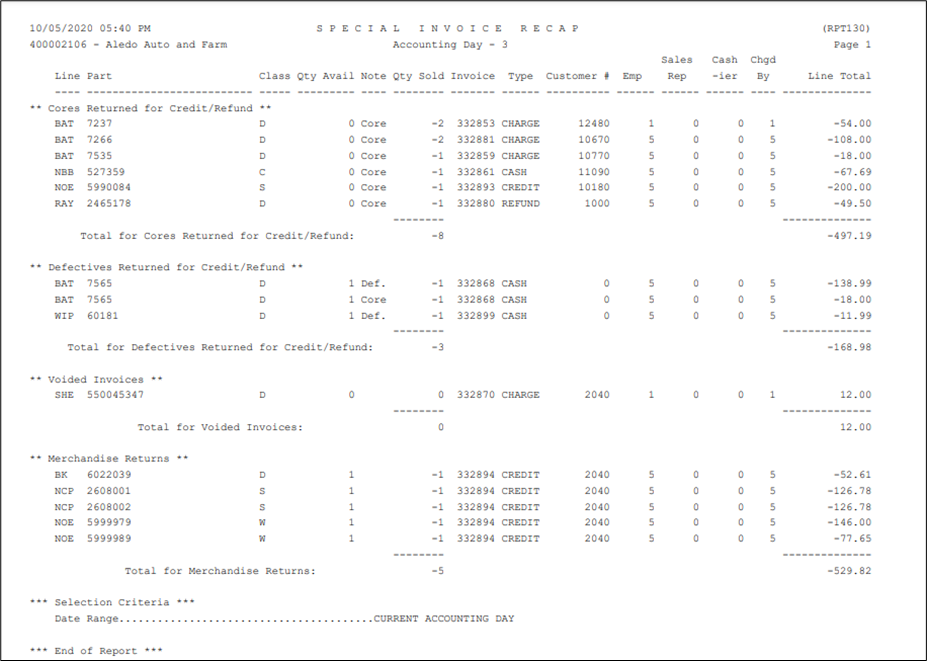 10/05/2020 05:40 PM S P E C I A L I N V O I C E R E C A P (RPT130)
400002106 - Aledo Auto and Farm Accounting Day - 3 Page 1
Sales Cash Chgd
Line Part Class Qty Avail Note Qty Sold Invoice Type Customer # Emp Rep -ier By Line Total
---- -------------------------- ----- --------- ---- -------- ------- ------ ---------- ------ ------ ------ ---- --------------
** Cores Returned for Credit/Refund **
BAT 7237 D 0 Core -2 332853 CHARGE 12480 1 0 0 1 -54.00
BAT 7266 D 0 Core -2 332881 CHARGE 10670 5 0 0 5 -108.00
BAT 7535 D 0 Core -1 332859 CHARGE 10770 5 0 0 5 -18.00
NBB 527359 C 0 Core -1 332861 CASH 11090 5 0 0 5 -67.69
NOE 5990084 S 0 Core -1 332893 CREDIT 10180 5 0 0 5 -200.00
RAY 2465178 D 0 Core -1 332880 REFUND 1000 5 0 0 5 -49.50
-------- --------------
Total for Cores Returned for Credit/Refund: -8 -497.19
** Defectives Returned for Credit/Refund **
BAT 7565 D 1 Def. -1 332868 CASH 0 5 0 0 5 -138.99
BAT 7565 D 1 Core -1 332868 CASH 0 5 0 0 5 -18.00
WIP 60181 D 1 Def. -1 332899 CASH 0 5 0 0 5 -11.99
-------- --------------
Total for Defectives Returned for Credit/Refund: -3 -168.98
** Voided Invoices **
SHE 550045347 D 0 0 332870 CHARGE 2040 1 0 0 1 12.00
-------- --------------
Total for Voided Invoices: 0 12.00
** Merchandise Returns **
BK 6022039 D 1 -1 332894 CREDIT 2040 5 0 0 5 -52.61
NCP 2608001 S 1 -1 332894 CREDIT 2040 5 0 0 5 -126.78
NCP 2608002 S 1 -1 332894 CREDIT 2040 5 0 0 5 -126.78
NOE 5999979 W 1 -1 332894 CREDIT 2040 5 0 0 5 -146.00
NOE 5999989 W 1 -1 332894 CREDIT 2040 5 0 0 5 -77.65
-------- --------------
Total for Merchandise Returns: -5 -529.82
*** Selection Criteria ***
Date Range........................................CURRENT ACCOUNTING DAY
*** End of Report ***